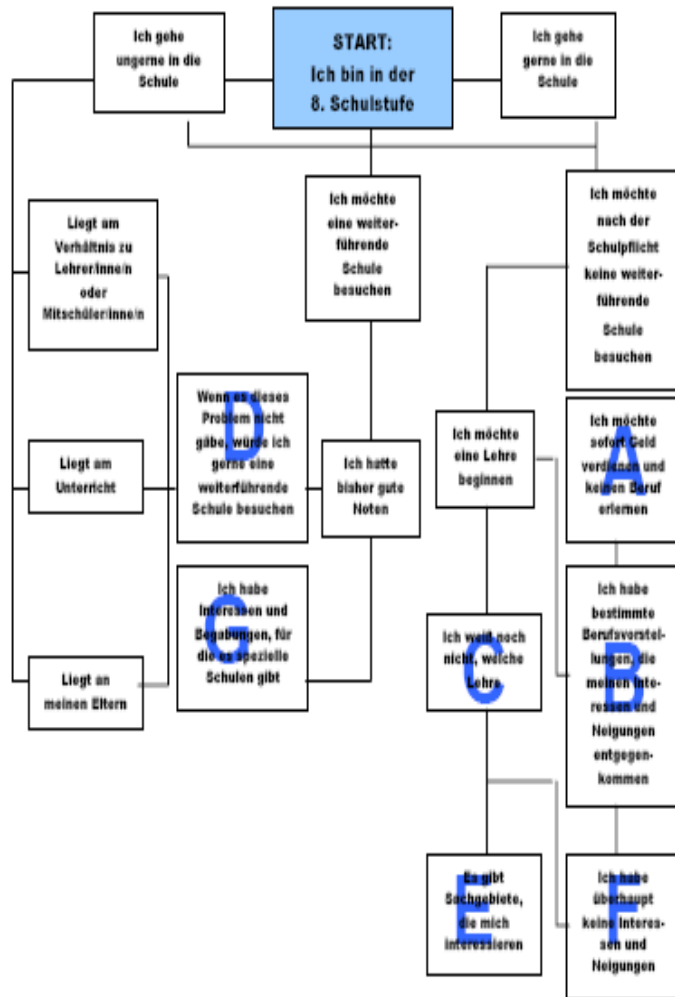 Ich gehe
ungerne in die
Schule
START:
Ich bin in der
8. Schulstufe
Ich gehe
gerne in die
Schule
Liegt am
Verhältnis zu
Lehrer/inne/n
oder
Mitschüler/inne/n
Ich möchte
eine weiter-
führende
Schule
besuchen
Ich möchte
nach der
Schulpflicht
keine weiter-
führende
Schule
besuchen
D
Wenn es dieses
Problem nicht
gäbe, würde ich
gerne eine
weiterführende
Schule besuchen
Ich möchte
eine Lehre
beginnen
A
Ich möchte
sofort Geld
verdienen und
keinen Beruf
erlernen
Liegt am
Unterricht
Ich hatte
bisher gute
Noten
G
Ich habe
Interessen und
Begabungen, für
die es spezielle
Schulen gibt
C
Ich weiß noch
nicht, welche
Lehre
B
Ich habe
bestimmte
Berufsvorstel-
lungen, die
meinen Inte-
ressen und
Neigungen
entgegen-
kommen
Liegt an
meinen Eltern
E
Es gibt
Sachgebiete,
die mich
interessieren
F
Ich habe
überhaupt
keine Interes-
sen und
Neigungen